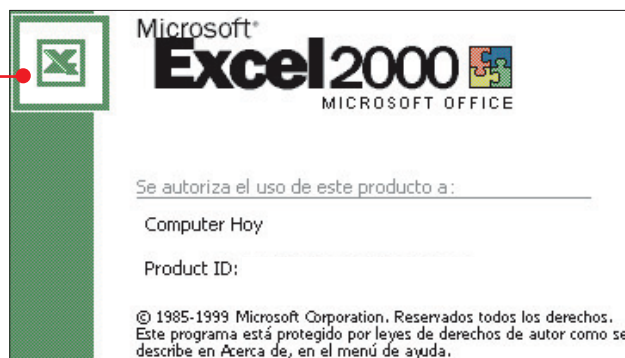 Microsoft®
Excel 2000
MICROSOFT OFFICE
Se autoriza el uso de este producto a:
Computer Hoy
Product ID:
© 1985-1999 Microsoft Corporation. Reservados todos los derechos.
Este programa está protegido por leyes de derechos de autor como se
describe en Acerca de, en el menú de ayuda.